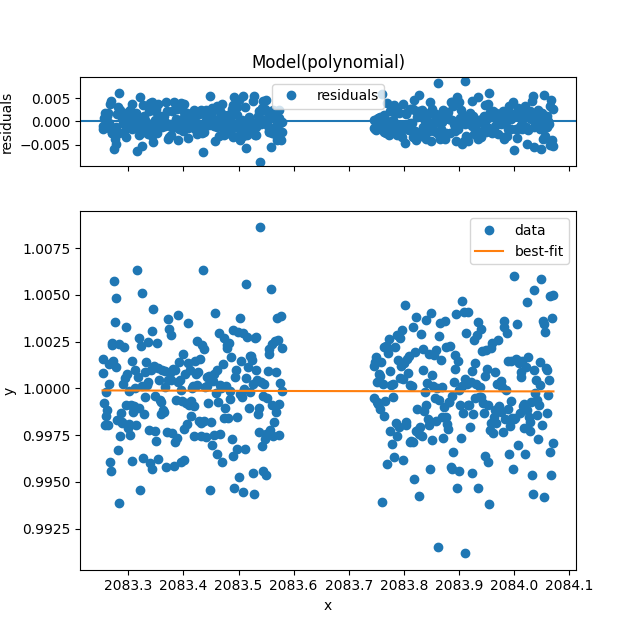 Model(polynomial)
residuals
0.005
0.000
−0.005
residuals
y
1.0075
1.0050
1.0025
1.0000
0.9975
0.9950
0.9925
data
best-fit
2083.3 2083.4 2083.5 2083.6 2083.7 2083.8 2083.9 2084.0 2084.1
x